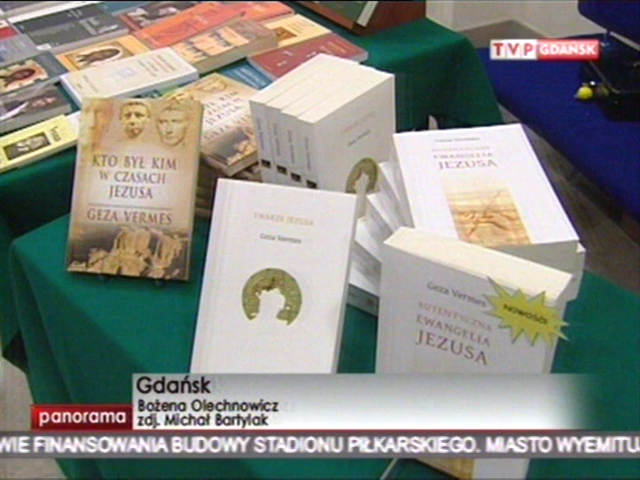 TVP GDAŃSK
KTO BYŁ KIM
W CZASACH
JEZUSA
GEZA VERMES
TWARZE JEZUSA
Geza Vermes
EWANGELIA
JEZUSA
Geza Vermes
NOWOŚĆ
AUTENTYCZNA
EWANGELIA
JEZUSA
Gdańsk
Bożena Olechnowicz
zdj. Michał Bartylak
panorama
WIE FINANSOWANIA BUDOWY STADIONU PIŁKARSKIEGO. MIASTO WYEMITU